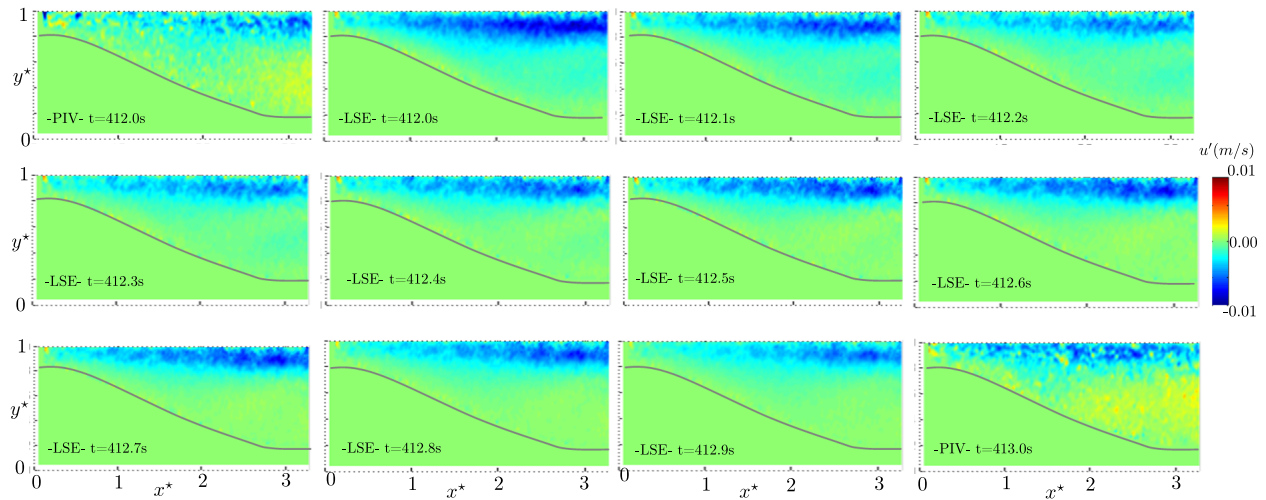 1
y⋆
0
-PIV- t=412.0s
-LSE- t=412.0s
-LSE- t=412.1s
-LSE- t=412.2s
u'(m/s)
0.01
0.00
-0.01
1
y⋆
0
-LSE- t=412.3s
-LSE- t=412.4s
-LSE- t=412.5s
-LSE- t=412.6s
1
y⋆
0
-LSE- t=412.7s
-LSE- t=412.8s
-LSE- t=412.9s
-PIV- t=413.0s
0 1 2 3 0 1 2 3 0 1 2 3 0 1 2 3
x⋆ x⋆ x⋆ x⋆